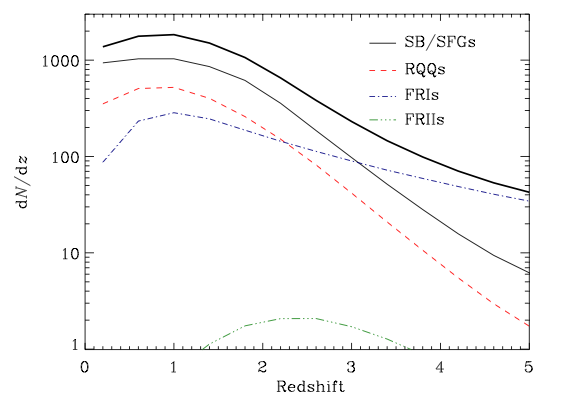 SB/SFGs
RQQs
FRIs
FRIIs
1000
100
10
1
dN/dz
0 1 2 3 4 5
Redshift